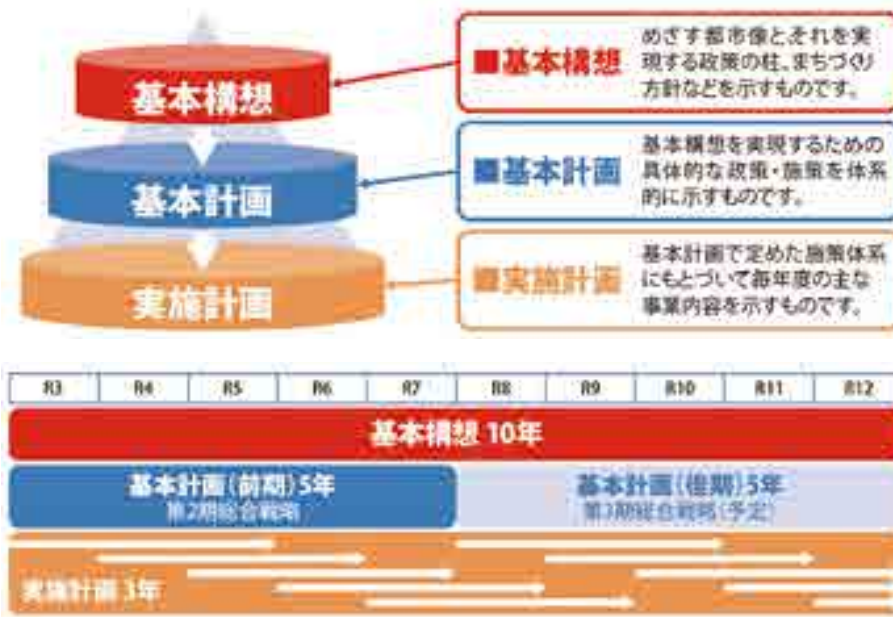 基本構想
■基本構想
めざす都市像とそれを実
現する政策の柱、まちづくり
方針などを示すものです。
基本計画
■基本計画
基本構想を実現するための
具体的な政策・施策を体系
的に示すものです。
実施計画
■実施計画
基本計画で定めた施策体系
にもとづいて毎年度の主な
事業内容を示すものです。
R3 R4 R5 R6 R7 R8 R9 R10 R11 R12
基本構想 10年
基本計画(前期)5年
第2期総合戦略
基本計画(後期)5年
第3期総合戦略(予定)
実施計画 3年